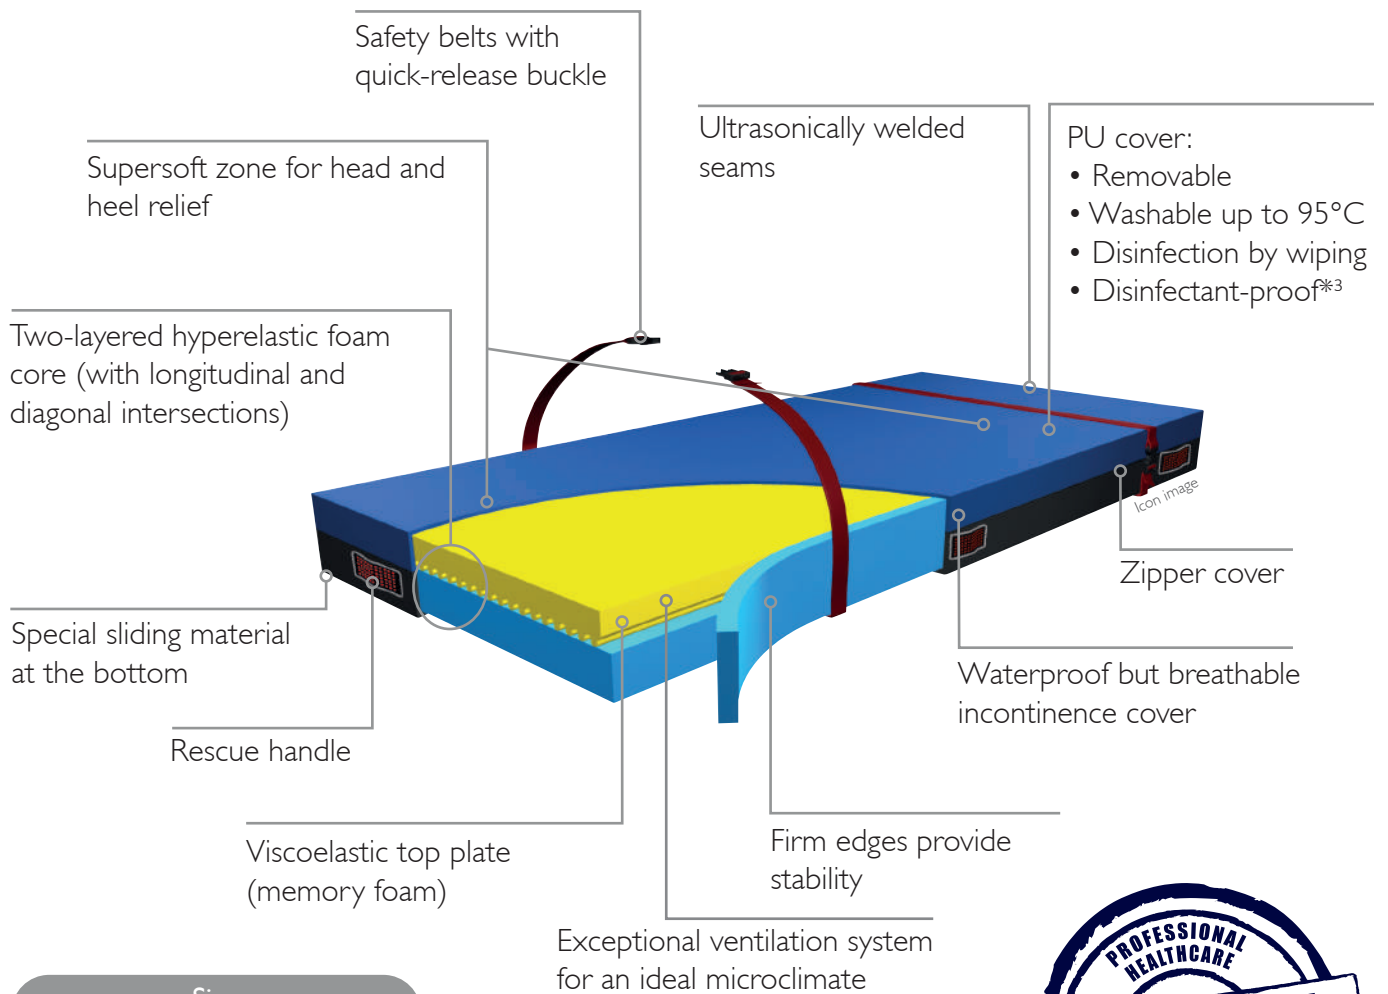 Safety belts with
quick-release buckle
Ultrasonically welded
seams
PU cover:
• Removable
• Washable up to 95°C
• Disinfection by wiping
• Disinfectant-proof*³
Supersoft zone for head and
heel relief
Two-layered hyperelastic foam
core (with longitudinal and
diagonal intersections)
Icon image
Zipper cover
Special sliding material
at the bottom
Waterproof but breathable
incontinence cover
Rescue handle
Viscoelastic top plate
(memory foam)
Firm edges provide
stability
Exceptional ventilation system
for an ideal microclimate
PROFESSIONAL
HEALTHCARE